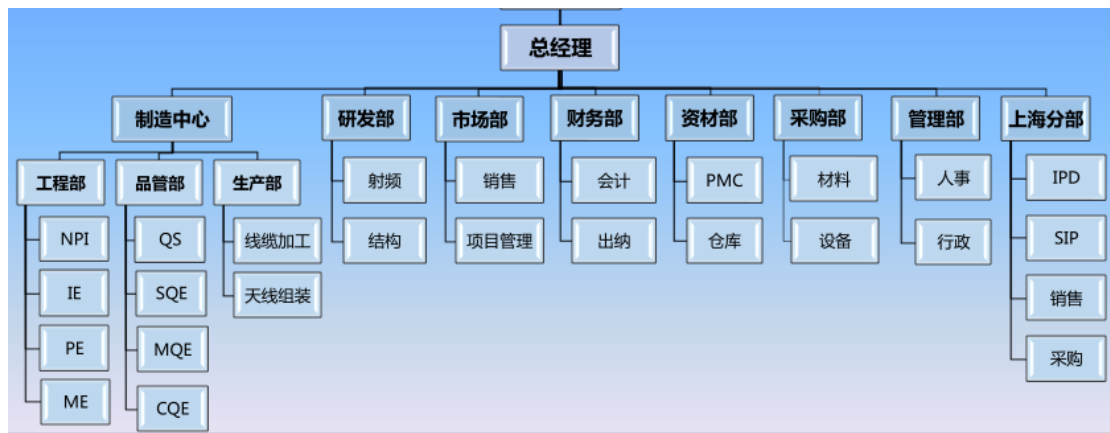 总经理
制造中心
研发部
市场部
财务部
资材部
采购部
管理部
上海分部
工程部
品管部
生产部
射频
销售
会计
PMC
材料
人事
IPD
NPI
QS
线缆加工
结构
项目管理
出纳
仓库
设备
行政
SIP
IE
SQE
天线组装
销售
PE
MQE
采购
ME
CQE